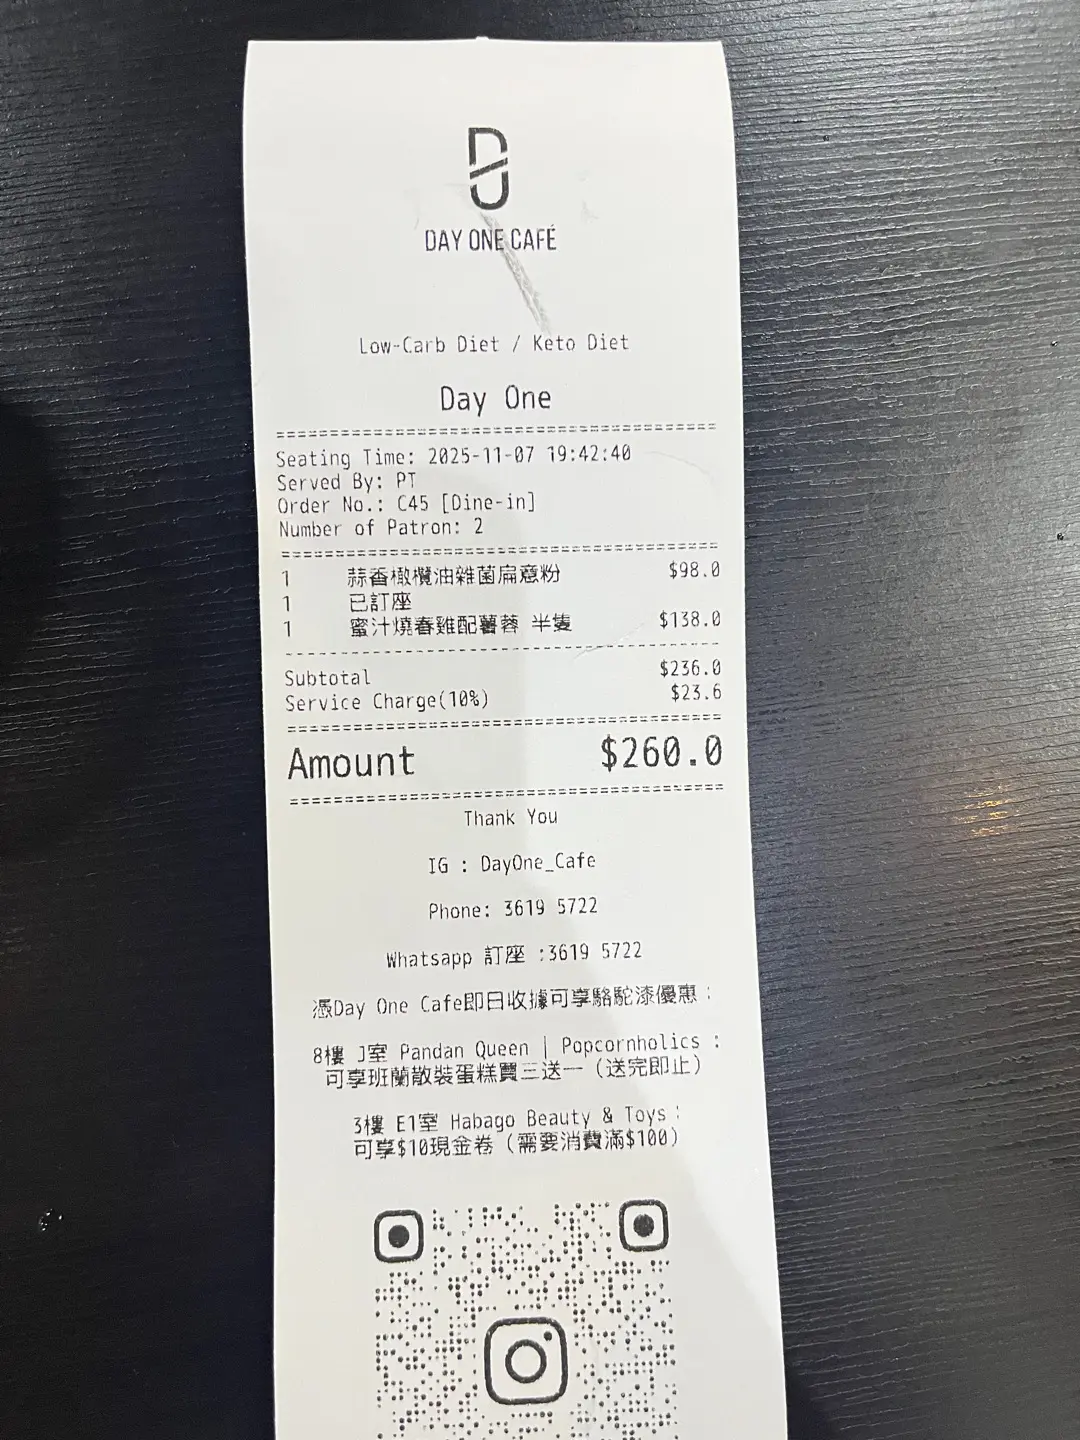 DAY ONE CAFÉ
Low-Carb Diet / Keto Diet
Day One
========================================
Seating Time: 2025-11-07 19:42:40
Served By: PT
Order No.: C45 [Dine-in]
Number of Patron: 2
========================================
1 蒜香橄欖油雜菌扁意粉 $98.0
1 已訂座
1 蜜汁燒春雞配薯蓉 半隻 $138.0
----------------------------------------
Subtotal $236.0
Service Charge(10%) $23.6
========================================
Amount $260.0
========================================
Thank You
IG : DayOne_Cafe
Phone: 3619 5722
Whatsapp 訂座 :3619 5722
憑Day One Cafe即日收據可享駱駝漆優惠：
8樓 J室 Pandan Queen | Popcornholics :
可享班蘭散裝蛋糕買三送一（送完即止）
3樓 E1室 Habago Beauty & Toys：
可享$10現金卷（需要消費滿$100）